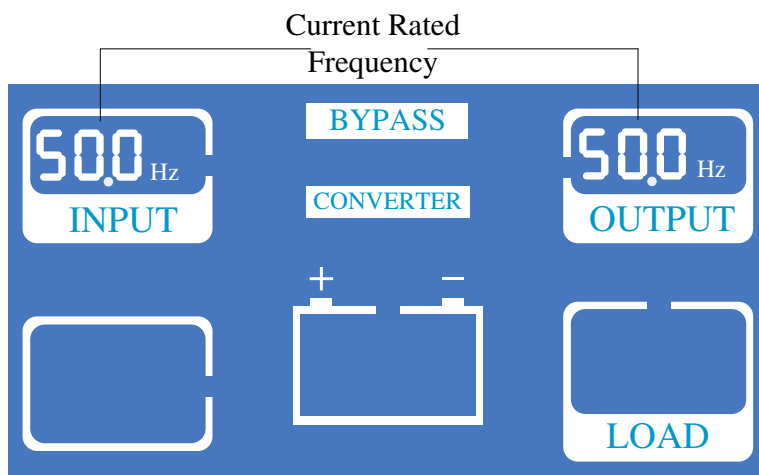 Current Rated
Frequency
50.0 Hz
BYPASS
50.0 Hz
INPUT
CONVERTER
OUTPUT
+ −
LOAD